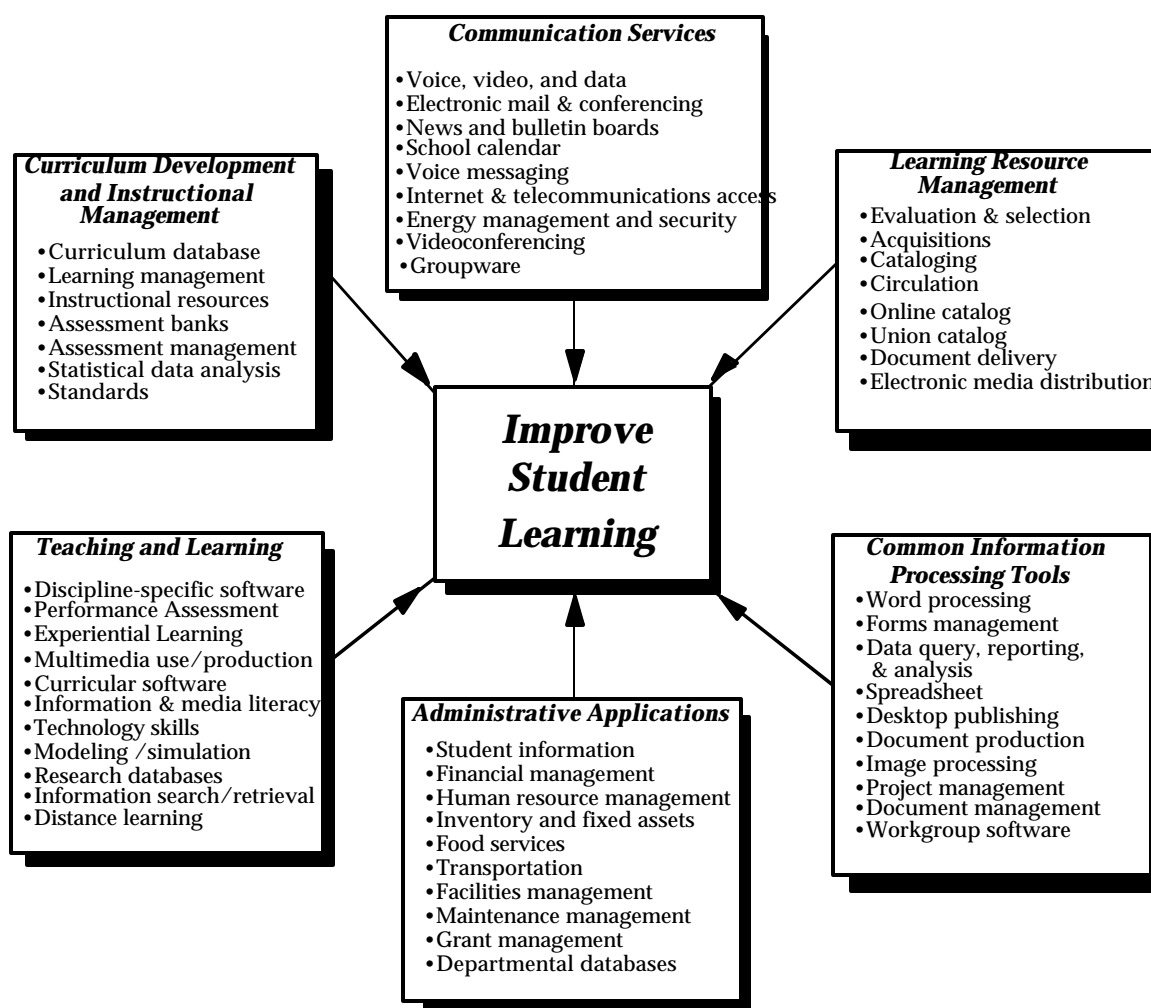 Communication Services
•Voice, video, and data
•Electronic mail & conferencing
•News and bulletin boards
•School calendar
•Voice messaging
•Internet & telecommunications access
•Energy management and security
•Videoconferencing
•Groupware
Curriculum Development
and Instructional
Management
•Curriculum database
•Learning management
•Instructional resources
•Assessment banks
•Assessment management
•Statistical data analysis
•Standards
Learning Resource
Management
•Evaluation & selection
•Acquisitions
•Cataloging
•Circulation
•Online catalog
•Union catalog
•Document delivery
•Electronic media distribution
Improve
Student
Learning
Teaching and Learning
•Discipline-specific software
•Performance Assessment
•Experiential Learning
•Multimedia use/production
•Curricular software
•Information & media literacy
•Technology skills
•Modeling /simulation
•Research databases
•Information search/retrieval
•Distance learning
Administrative Applications
•Student information
•Financial management
•Human resource management
•Inventory and fixed assets
•Food services
•Transportation
•Facilities management
•Maintenance management
•Grant management
•Departmental databases
Common Information
Processing Tools
•Word processing
•Forms management
•Data query, reporting,
& analysis
•Spreadsheet
•Desktop publishing
•Document production
•Image processing
•Project management
•Document management
•Workgroup software